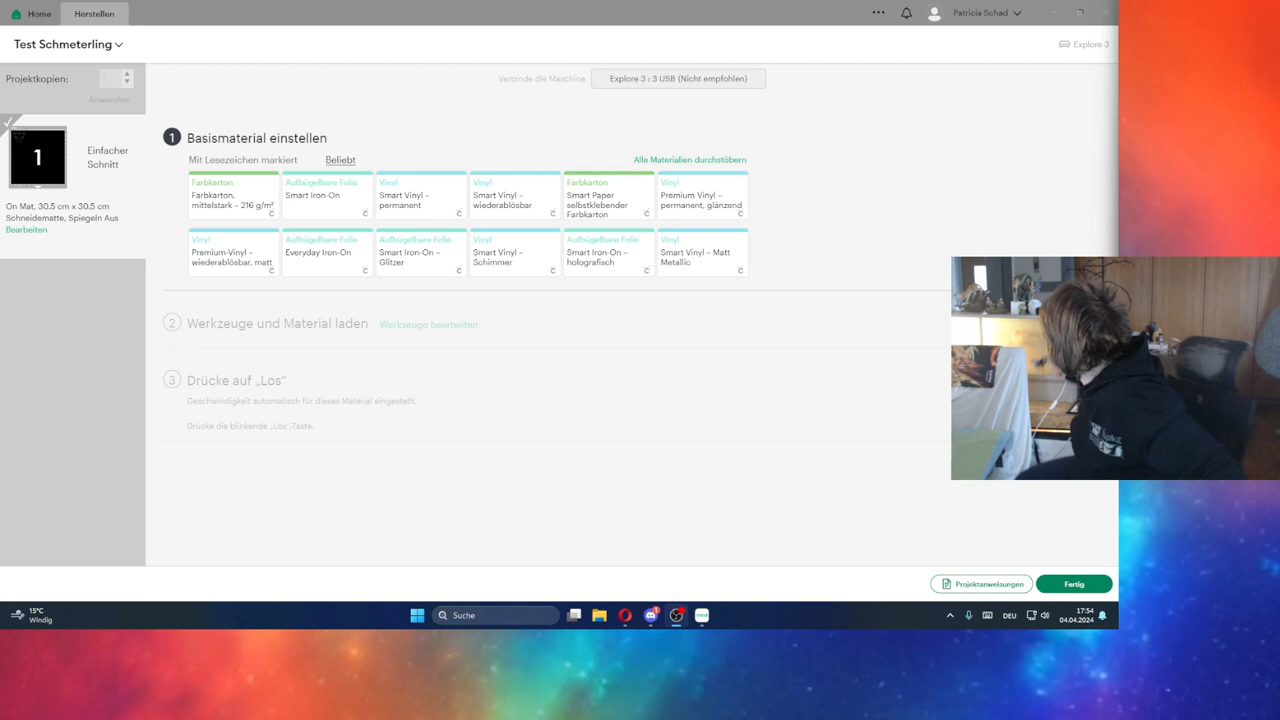 Home
Herstellen
Patricia Schad
Test Schmeterling
Explore 3
Projektkopien:
Anwenden
Verbinde die Maschine
Explore 3 : 3 USB (Nicht empfohlen)
1
Einfacher
Schnitt
On Mat, 30.5 cm x 30.5 cm
Schneidematte, Spiegeln Aus
Bearbeiten
1 Basismaterial einstellen
Mit Lesezeichen markiert
Beliebt
Alle Materialien durchstöbern
Farbkarton
Farbkarton,
mittelstark – 216 g/m²
Aufbügelbare Folie
Smart Iron-On
Vinyl
Smart Vinyl –
permanent
Vinyl
Smart Vinyl –
wiederablösbar
Farbkarton
Smart Paper
selbstklebender
Farbkarton
Vinyl
Premium Vinyl –
permanent, glänzend
Vinyl
Premium-Vinyl –
wiederablösbar, matt
Aufbügelbare Folie
Everyday Iron-On
Aufbügelbare Folie
Smart Iron-On –
Glitzer
Vinyl
Smart Vinyl –
Schimmer
Aufbügelbare Folie
Smart Iron-On –
holografisch
Vinyl
Smart Vinyl – Matt
Metallic
2 Werkzeuge und Material laden
Werkzeuge bearbeiten
3 Drücke auf „Los“
Geschwindigkeit automatisch für dieses Material eingestellt.
Drücke die blinkende „Los“-Taste.
Projektanweisungen
Fertig
15°C
Windig
Suche
DEU
17:54
04.04.2024